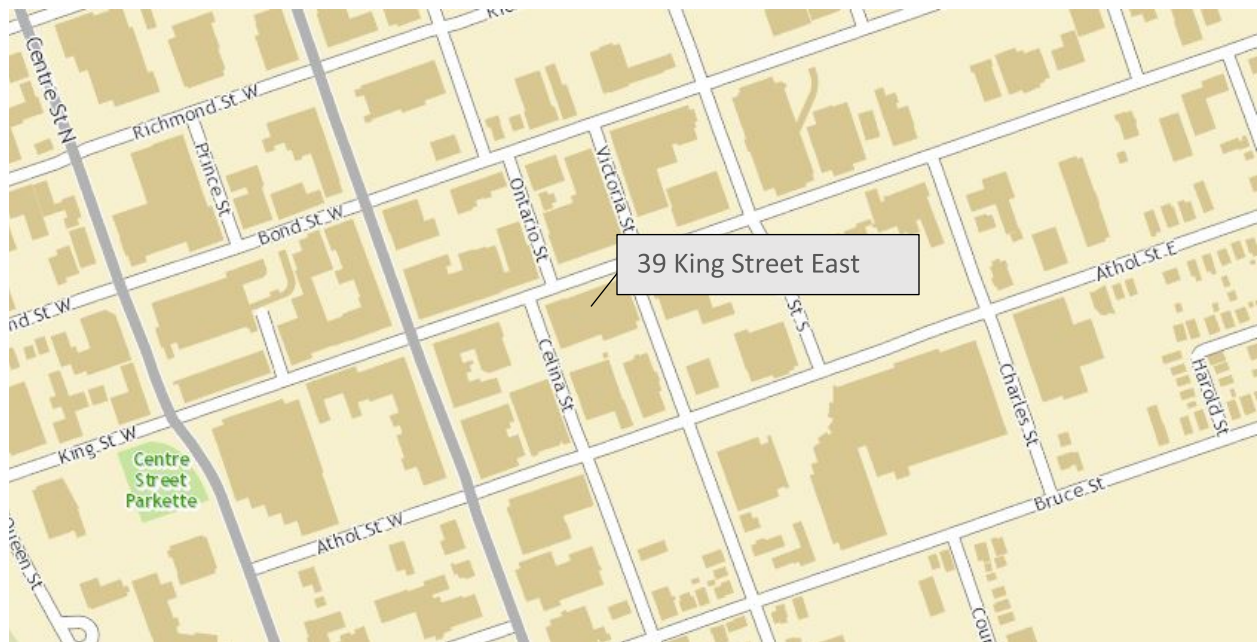 Centre St N
Richmond St W
Prince St
Bond St W
Ontario St
Victoria St
39 King Street East
St S
Athol St E
nd St W
Celina St
Charles St
Harold St
King St W
Centre
Street
Parkette
Athol St W
Bruce St
Queen St
Cour